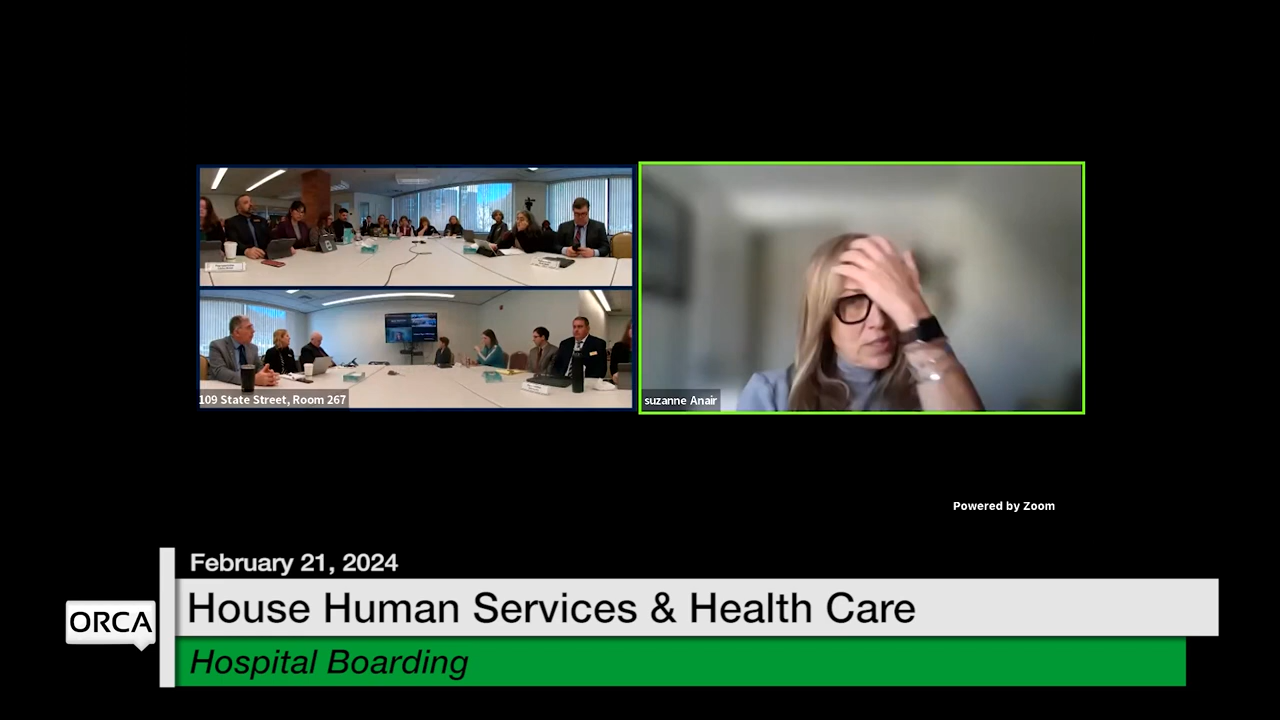 109 State Street, Room 267
suzanne Anair
Powered by Zoom
February 21, 2024
House Human Services & Health Care
ORCA
Hospital Boarding